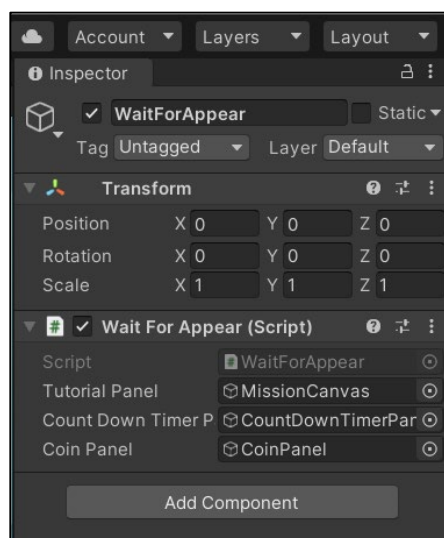 Account Layers Layout
Inspector
WaitForAppear Static
Tag Untagged Layer Default
Transform
Position X 0 Y 0 Z 0
Rotation X 0 Y 0 Z 0
Scale X 1 Y 1 Z 1
# Wait For Appear (Script)
Script WaitForAppear
Tutorial Panel MissionCanvas
Count Down Timer P CountDownTimerPar
Coin Panel CoinPanel
Add Component